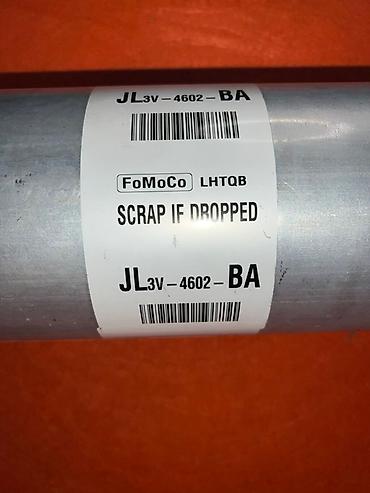 JL3V-4602-BA
FoMoCo LHTQB
SCRAP IF DROPPED
JL3V-4602-BA